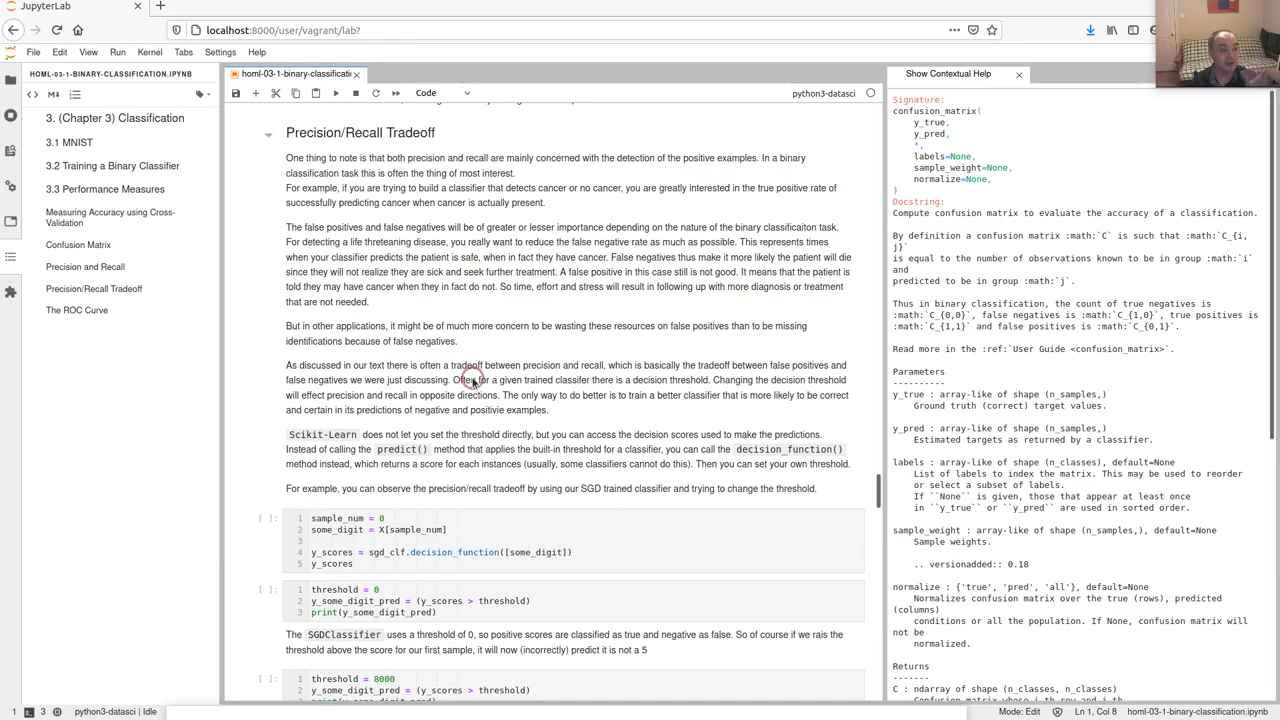 JupyterLab
localhost:8000/user/vagrant/lab?
File Edit View Run Kernel Tabs Settings Help
HOML-03-1-BINARY-CLASSIFICATION.IPYNB
3. (Chapter 3) Classification
3.1 MNIST
3.2 Training a Binary Classifier
3.3 Performance Measures
Measuring Accuracy using Cross-
Validation
Confusion Matrix
Precision and Recall
Precision/Recall Tradeoff
The ROC Curve
homl-03-1-binary-classificati
Code
python3-datasci
Precision/Recall Tradeoff
One thing to note is that both precision and recall are mainly concerned with the detection of the positive examples. In a binary
classification task this is often the thing of most interest.
For example, if you are trying to build a classifier that detects cancer or no cancer, you are greatly interested in the true positive rate of
successfully predicting cancer when cancer is actually present.
The false positives and false negatives will be of greater or lesser importance depending on the nature of the binary classificaiton task.
For detecting a life threteaning disease, you really want to reduce the false negative rate as much as possible. This represents times
when your classifier predicts the patient is safe, when in fact they have cancer. False negatives thus make it more likely the patient will die
since they will not realize they are sick and seek further treatment. A false positive in this case still is not good. It means that the patient is
told they may have cancer when they in fact do not. So time, effort and stress will result in following up with more diagnosis or treatment
that are not needed.
But in other applications, it might be of much more concern to be wasting these resources on false positives than to be missing
identifications because of false negatives.
As discussed in our text there is often a tradeoff between precision and recall, which is basically the tradeoff between false positives and
false negatives we were just discussing. Often for a given trained classifer there is a decision threshold. Changing the decision threshold
will effect precision and recall in opposite directions. The only way to do better is to train a better classifier that is more likely to be correct
and certain in its predictions of negative and positivie examples.
Scikit-Learn does not let you set the threshold directly, but you can access the decision scores used to make the predictions.
Instead of calling the predict() method that applies the built-in threshold for a classifier, you can call the decision_function()
method instead, which returns a score for each instances (usually, some classifiers cannot do this). Then you can set your own threshold.
For example, you can observe the precision/recall tradeoff by using our SGD trained classifier and trying to change the threshold.
[ ]: 1 sample_num = 0
2 some_digit = X[sample_num]
3
4 y_scores = sgd_clf.decision_function([some_digit])
5 y_scores
[ ]: 1 threshold = 0
2 y_some_digit_pred = (y_scores > threshold)
3 print(y_some_digit_pred)
The SGDClassifier uses a threshold of 0, so positive scores are classified as true and negative as false. So of course if we rais the
threshold above the score for our first sample, it will now (incorrectly) predict it is not a 5
[ ]: 1 threshold = 8000
2 y_some_digit_pred = (y_scores > threshold)
Show Contextual Help
Signature:
confusion_matrix(
y_true,
y_pred,
*,
labels=None,
sample_weight=None,
normalize=None,
)
Docstring:
Compute confusion matrix to evaluate the accuracy of a classification.
By definition a confusion matrix :math:`C` is such that :math:`C_{i,
j}`
is equal to the number of observations known to be in group :math:`i`
and
predicted to be in group :math:`j`.
Thus in binary classification, the count of true negatives is
:math:`C_{0,0}`, false negatives is :math:`C_{1,0}`, true positives is
:math:`C_{1,1}` and false positives is :math:`C_{0,1}`.
Read more in the :ref:`User Guide <confusion_matrix>`.
Parameters
----------
y_true : array-like of shape (n_samples,)
Ground truth (correct) target values.
y_pred : array-like of shape (n_samples,)
Estimated targets as returned by a classifier.
labels : array-like of shape (n_classes), default=None
List of labels to index the matrix. This may be used to reorder
or select a subset of labels.
If ``None`` is given, those that appear at least once
in ``y_true`` or ``y_pred`` are used in sorted order.
sample_weight : array-like of shape (n_samples,), default=None
Sample weights.
.. versionadded:: 0.18
normalize : {'true', 'pred', 'all'}, default=None
Normalizes confusion matrix over the true (rows), predicted
(columns)
conditions or all the population. If None, confusion matrix will
not be
normalized.
Returns
-------
C : ndarray of shape (n_classes, n_classes)
1 3 python3-datasci | Idle
Mode: Edit Ln 1, Col 8 homl-03-1-binary-classification.ipynb